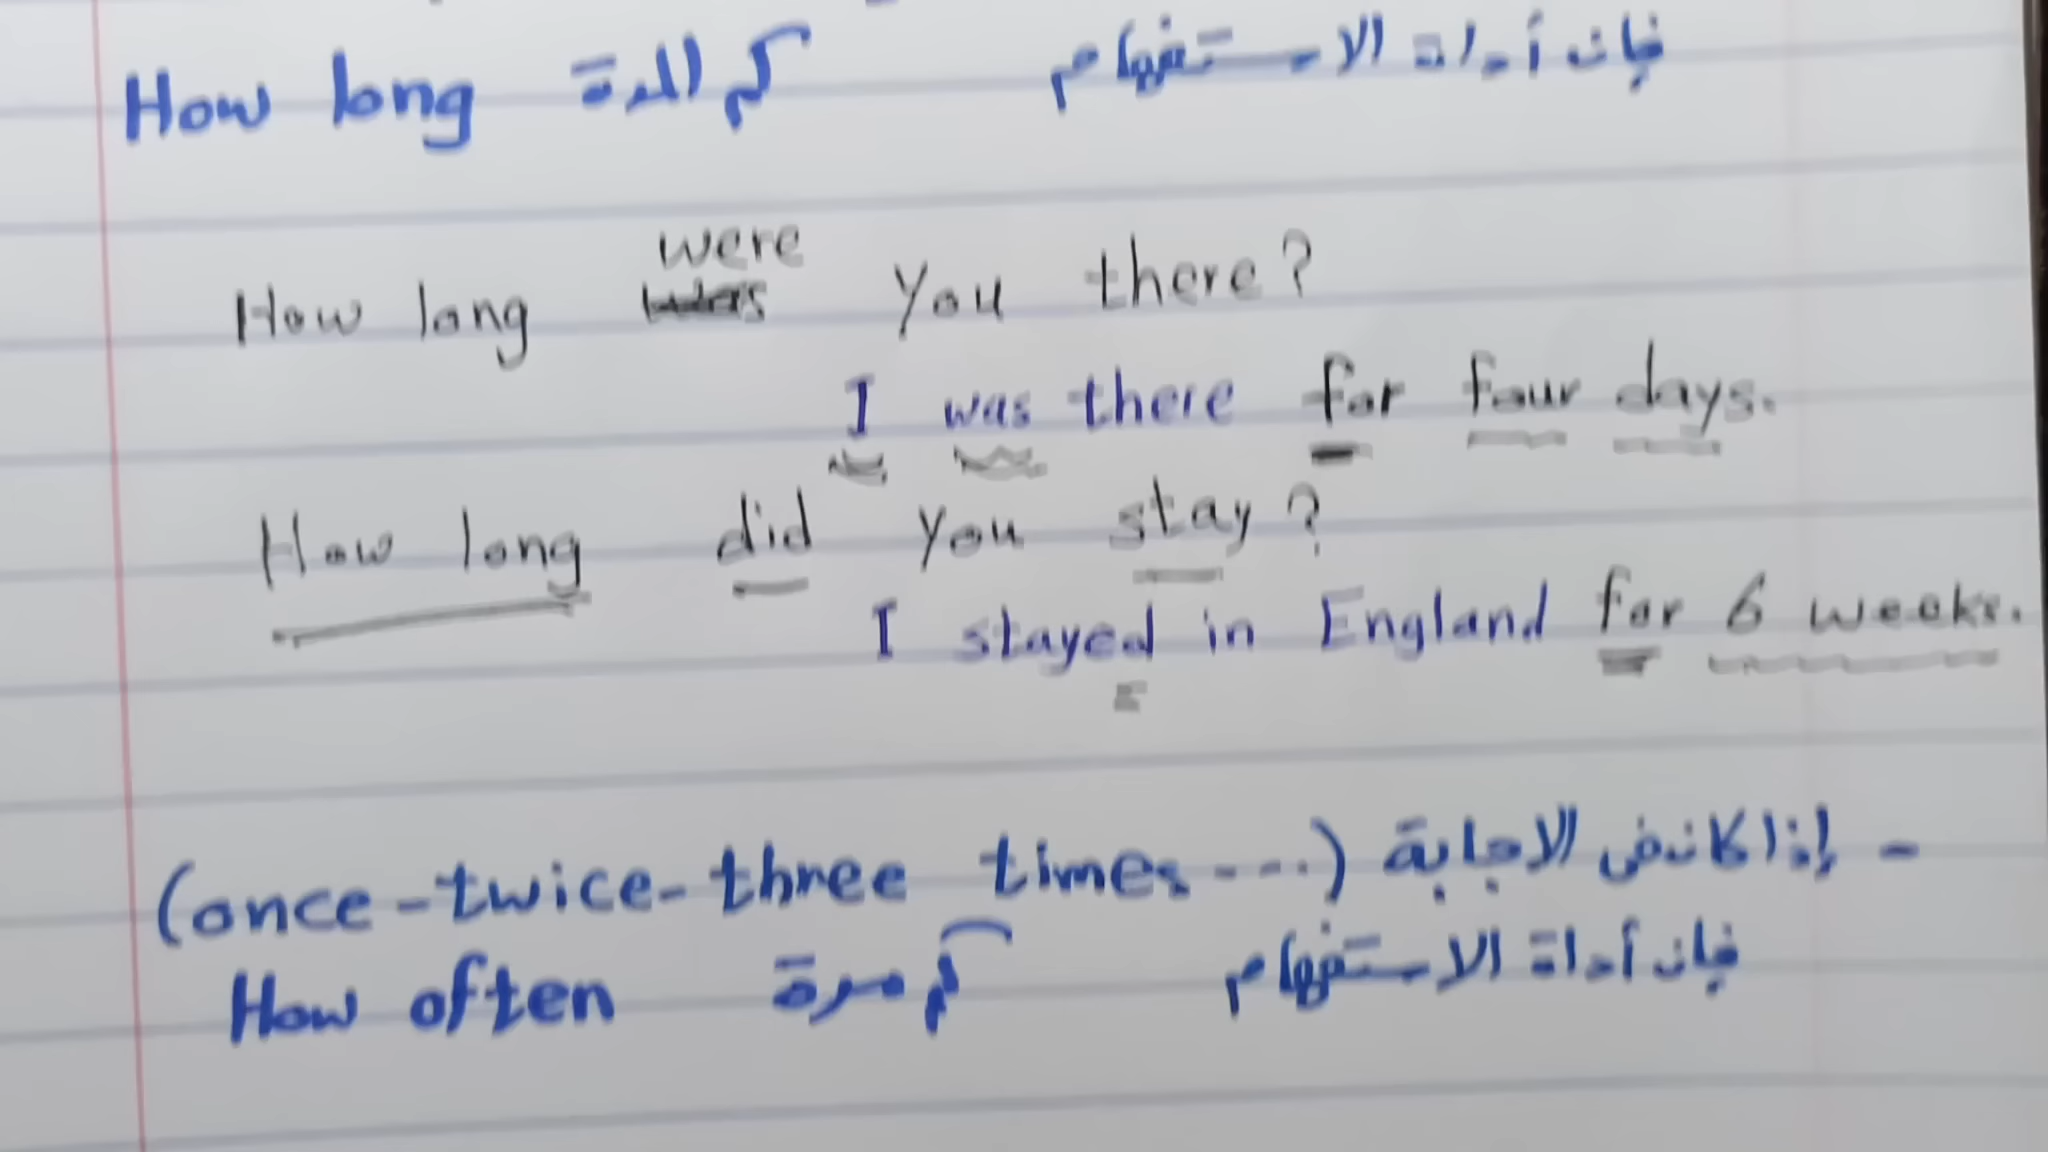 فإن أداة الاستفهام كم المدة How long
were
How long was you there?
I was there for four days.
How long did you stay?
I stayed in England for 6 weeks.
- إذا كانت الاجابة (once-twice-three times....)
فإن أداة الاستفهام كم مرة How often